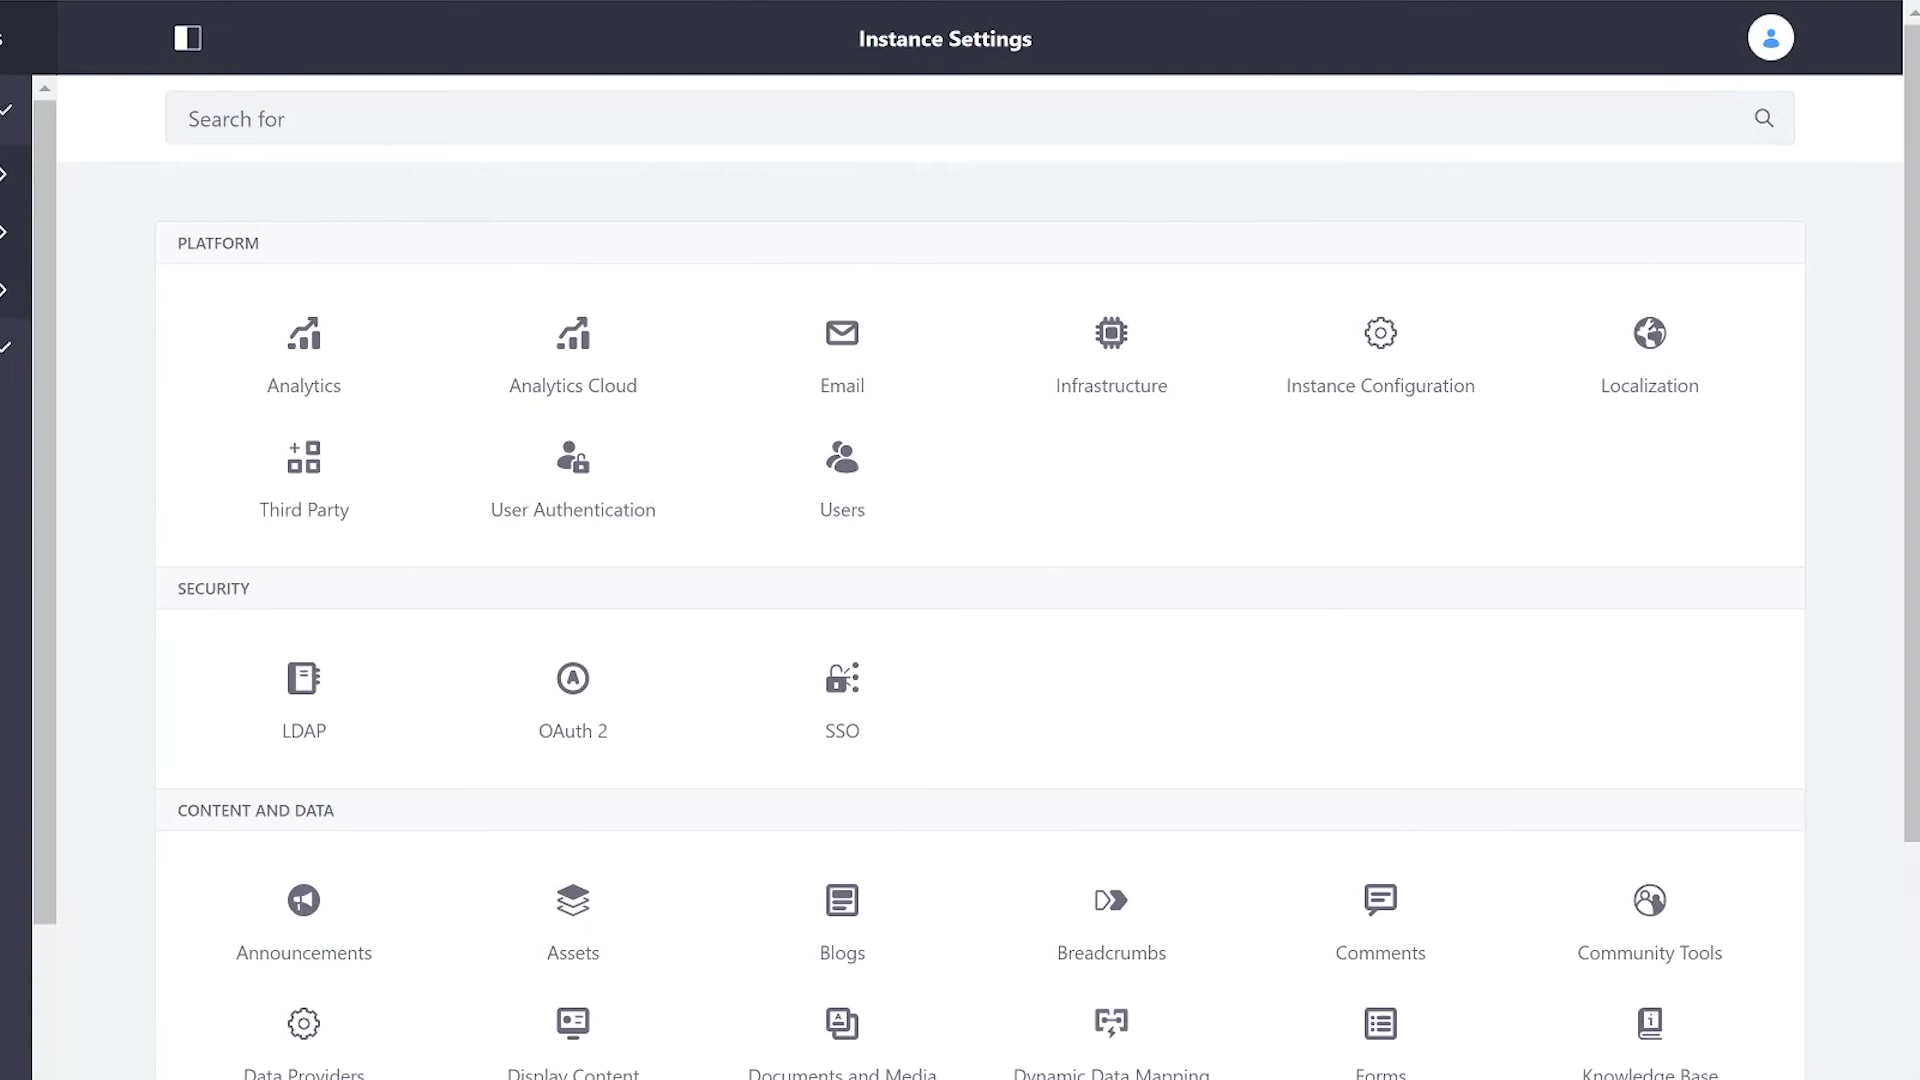 Instance Settings
Search for
PLATFORM
Analytics
Analytics Cloud
Email
Infrastructure
Instance Configuration
Localization
Third Party
User Authentication
Users
SECURITY
LDAP
OAuth 2
SSO
CONTENT AND DATA
Announcements
Assets
Blogs
Breadcrumbs
Comments
Community Tools
Data Providers
Display Content
Documents and Media
Dynamic Data Mapping
Forms
Knowledge Base